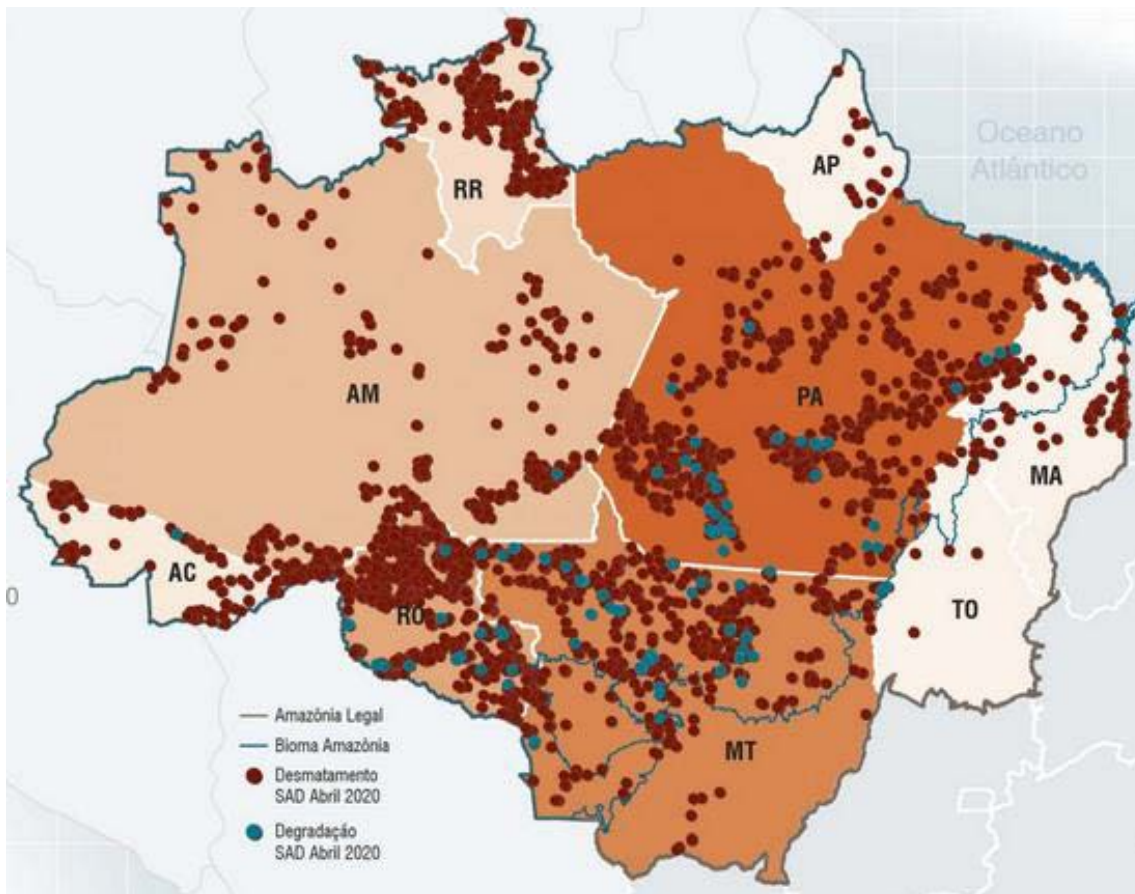 Oceano
Atlântico
AP
RR
AM
PA
MA
AC
RO
TO
MT
0
Amazônia Legal
Bioma Amazônia
Desmatamento
SAD Abril 2020
Degradação
SAD Abril 2020